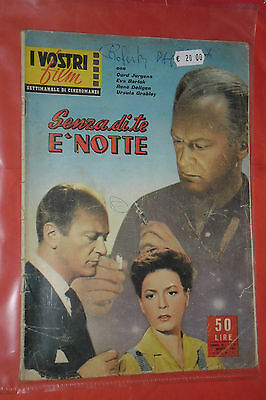 I VOSTRI
film
SETTIMANALE DI CINEROMANZI
€ 20.00
con
Curd Jurgens
Eva Bartok
René Deltgen
Ursula Grabley
Senza di te
E' NOTTE
50
LIRE